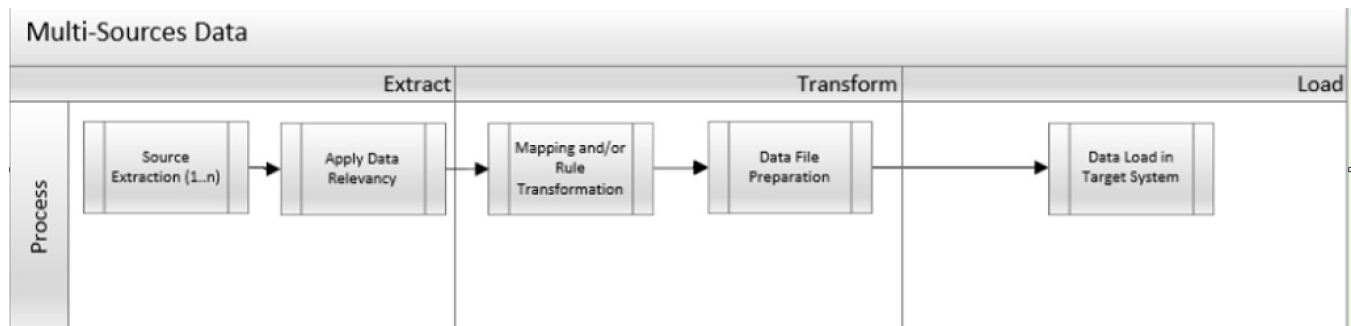 Multi-Sources Data
Extract
Transform
Load
Process
Source
Extraction (1..n)
Apply Data
Relevancy
Mapping and/or
Rule
Transformation
Data File
Preparation
Data Load in
Target System